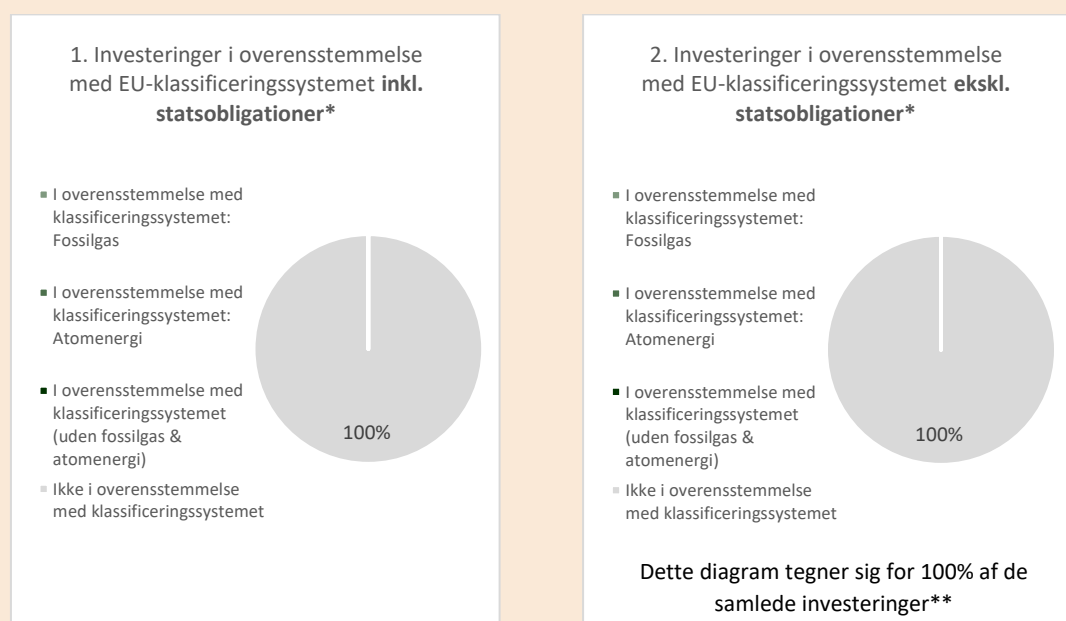 1. Investeringer i overensstemmelse
med EU-klassificeringssystemet inkl.
statsobligationer*
I overensstemmelse med
klassificeringssystemet:
Fossilgas
I overensstemmelse med
klassificeringssystemet:
Atomenergi
I overensstemmelse med
klassificeringssystemet
(uden fossilgas &
atomenergi)
Ikke i overensstemmelse
med klassificeringssystemet
100%
2. Investeringer i overensstemmelse
med EU-klassificeringssystemet ekskl.
statsobligationer*
I overensstemmelse med
klassificeringssystemet:
Fossilgas
I overensstemmelse med
klassificeringssystemet:
Atomenergi
I overensstemmelse med
klassificeringssystemet
(uden fossilgas &
atomenergi)
Ikke i overensstemmelse
med klassificeringssystemet
100%
Dette diagram tegner sig for 100% af de
samlede investeringer**